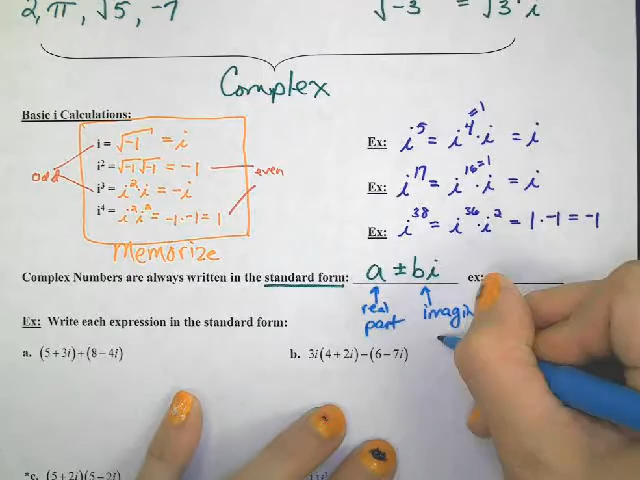 2, π, √5, -7
√-3 = √3 · i
Complex
Basic i Calculations:
i = √-1 = i
i² = √-1√-1 = -1
i³ = i²·i = -i
i⁴ = i²·i² = -1·-1 = 1
odd
even
Memorize
=1
Ex: i⁵ = i⁴·i = i
=1
Ex: i¹⁷ = i¹⁶·i = i
Ex: i³⁸ = i³⁶·i² = 1·-1 = -1
Complex Numbers are always written in the standard form: a ± bi ex:
real part
imagin
Ex: Write each expression in the standard form:
a. (5+3i)+(8-4i)
b. 3i(4+2i)-(6-7i)
*c. (5+2i)(5-2i)